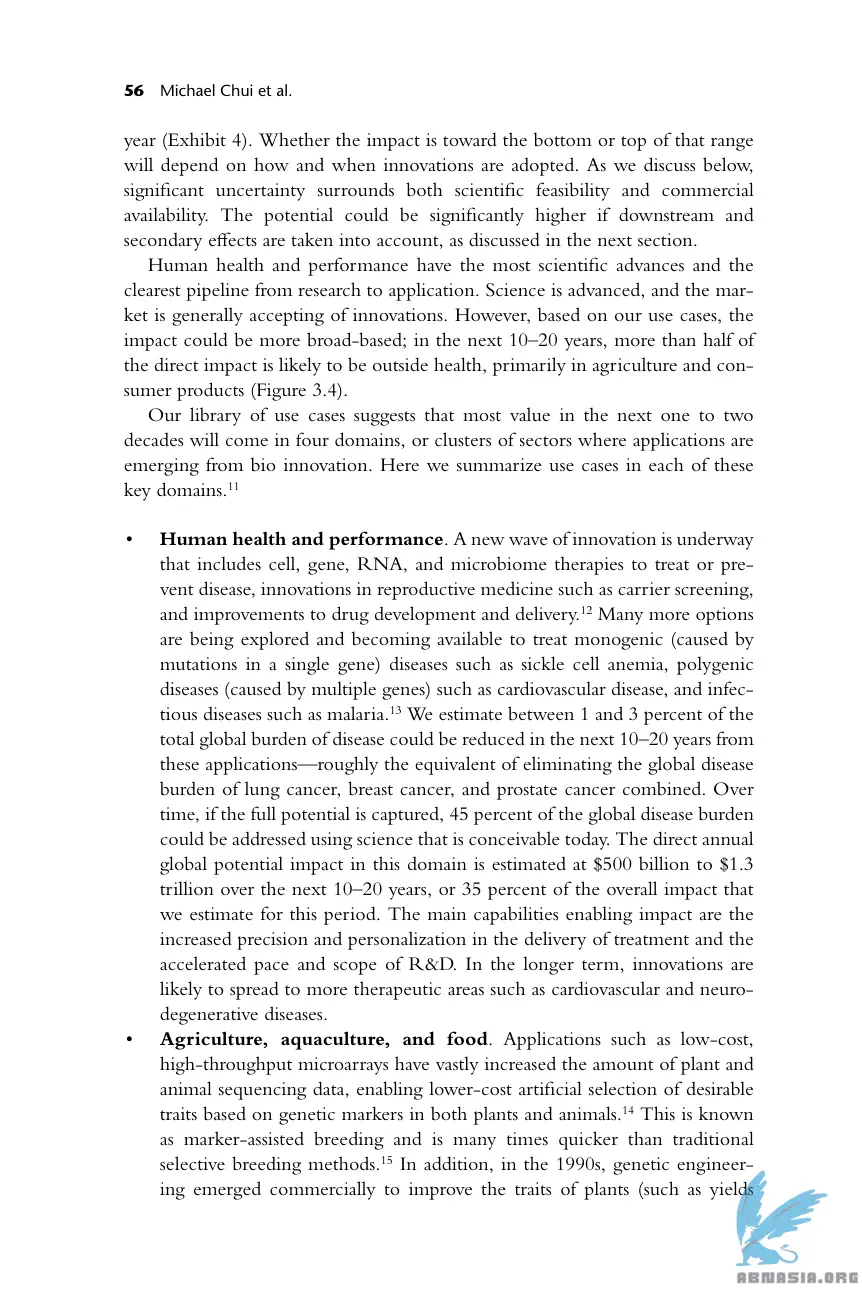 56 Michael Chui et al.
year (Exhibit 4). Whether the impact is toward the bottom or top of that range
will depend on how and when innovations are adopted. As we discuss below,
significant uncertainty surrounds both scientific feasibility and commercial
availability. The potential could be significantly higher if downstream and
secondary effects are taken into account, as discussed in the next section.
Human health and performance have the most scientific advances and the
clearest pipeline from research to application. Science is advanced, and the mar-
ket is generally accepting of innovations. However, based on our use cases, the
impact could be more broad-based; in the next 10–20 years, more than half of
the direct impact is likely to be outside health, primarily in agriculture and con-
sumer products (Figure 3.4).
Our library of use cases suggests that most value in the next one to two
decades will come in four domains, or clusters of sectors where applications are
emerging from bio innovation. Here we summarize use cases in each of these
key domains.11
• Human health and performance. A new wave of innovation is underway
that includes cell, gene, RNA, and microbiome therapies to treat or pre-
vent disease, innovations in reproductive medicine such as carrier screening,
and improvements to drug development and delivery.12 Many more options
are being explored and becoming available to treat monogenic (caused by
mutations in a single gene) diseases such as sickle cell anemia, polygenic
diseases (caused by multiple genes) such as cardiovascular disease, and infec-
tious diseases such as malaria.13 We estimate between 1 and 3 percent of the
total global burden of disease could be reduced in the next 10–20 years from
these applications—roughly the equivalent of eliminating the global disease
burden of lung cancer, breast cancer, and prostate cancer combined. Over
time, if the full potential is captured, 45 percent of the global disease burden
could be addressed using science that is conceivable today. The direct annual
global potential impact in this domain is estimated at $500 billion to $1.3
trillion over the next 10–20 years, or 35 percent of the overall impact that
we estimate for this period. The main capabilities enabling impact are the
increased precision and personalization in the delivery of treatment and the
accelerated pace and scope of R&D. In the longer term, innovations are
likely to spread to more therapeutic areas such as cardiovascular and neuro-
degenerative diseases.
• Agriculture, aquaculture, and food. Applications such as low-cost,
high-throughput microarrays have vastly increased the amount of plant and
animal sequencing data, enabling lower-cost artificial selection of desirable
traits based on genetic markers in both plants and animals.14 This is known
as marker-assisted breeding and is many times quicker than traditional
selective breeding methods.15 In addition, in the 1990s, genetic engineer-
ing emerged commercially to improve the traits of plants (such as yields
ABNASIA.ORG